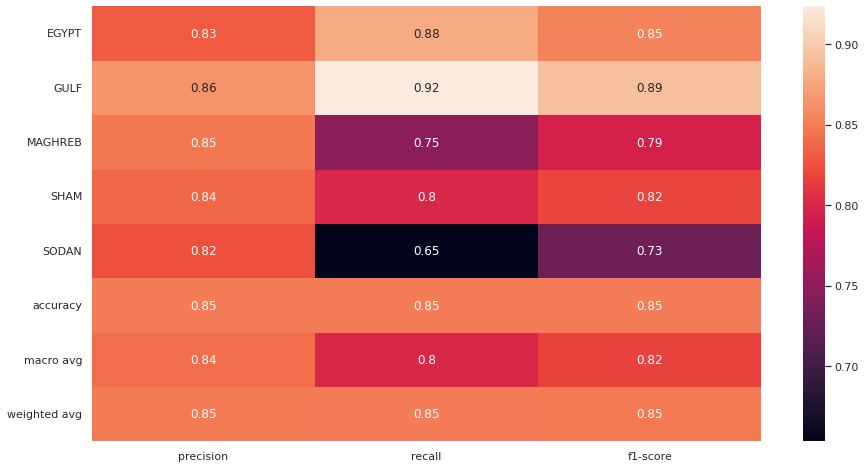 EGYPT 0.83 0.88 0.85
GULF 0.86 0.92 0.89
MAGHREB 0.85 0.75 0.79
SHAM 0.84 0.8 0.82
SODAN 0.82 0.65 0.73
accuracy 0.85 0.85 0.85
macro avg 0.84 0.8 0.82
weighted avg 0.85 0.85 0.85
precision recall f1-score
0.90
0.85
0.80
0.75
0.70